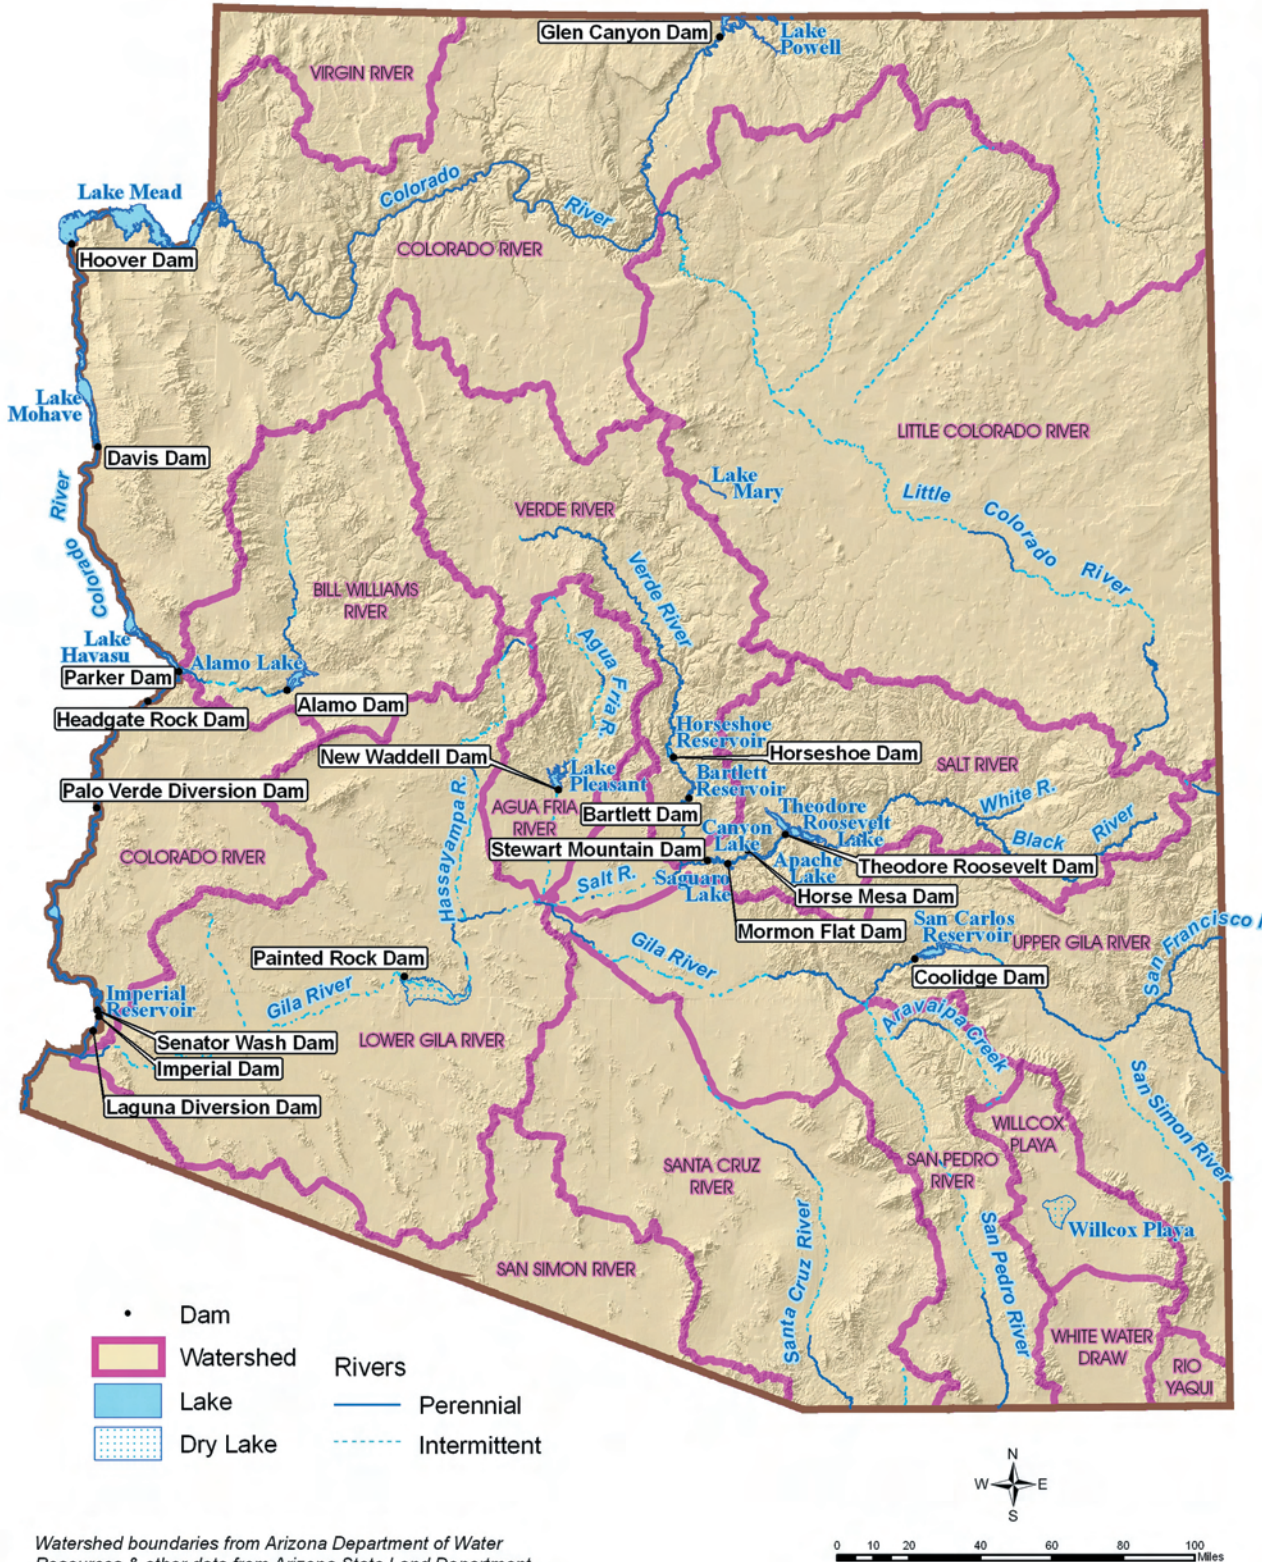 Glen Canyon Dam
Lake
Powell
VIRGIN RIVER
Lake Mead
Colorado
River
Hoover Dam
COLORADO RIVER
Lake
Mohave
Davis Dam
LITTLE COLORADO RIVER
Lake
Mary
River
Colorado
VERDE RIVER
Little
Colorado
River
Verde River
BILL WILLIAMS
RIVER
Lake
Havasu
Alamo Lake
Agua Fria R.
Parker Dam
Alamo Dam
Headgate Rock Dam
Horseshoe
Reservoir
Horseshoe Dam
New Waddell Dam
Lake
Pleasant
Bartlett
Reservoir
SALT RIVER
Palo Verde Diversion Dam
Hassayampa R.
AGUA FRIA
RIVER
Bartlett Dam
Theodore
Roosevelt
Lake
White R.
Black
River
Canyon
Lake
Stewart Mountain Dam
COLORADO RIVER
Apache
Lake
Theodore Roosevelt Dam
Salt R.
Saguaro
Lake
Horse Mesa Dam
Mormon Flat Dam
San Carlos
Reservoir
UPPER GILA RIVER
San Francisco
Gila River
Painted Rock Dam
Coolidge Dam
Imperial
Reservoir
Gila River
Aravaipa Creek
Senator Wash Dam
LOWER GILA RIVER
Imperial Dam
Laguna Diversion Dam
San Simon River
WILLCOX
PLAYA
SANTA CRUZ
RIVER
SAN PEDRO
RIVER
Willcox Playa
Santa Cruz River
San Pedro River
SAN SIMON RIVER
WHITE WATER
DRAW
RIO
YAQUI
Dam
Watershed
Lake
Dry Lake
Rivers
Perennial
Intermittent
N
W E
S
Watershed boundaries from Arizona Department of Water
Resources & other data from Arizona State Land Department
0 10 20 40 60 80 100
Miles